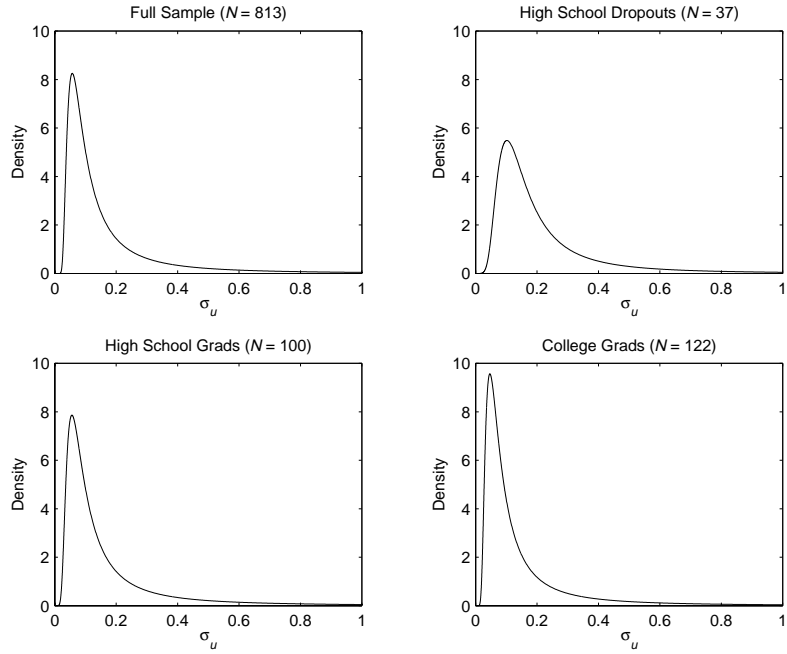 Full Sample (N = 813)
10
8
6
4
2
0
Density
0 0.2 0.4 0.6 0.8 1
σu
High School Dropouts (N = 37)
10
8
6
4
2
0
Density
0 0.2 0.4 0.6 0.8 1
σu
High School Grads (N = 100)
10
8
6
4
2
0
Density
0 0.2 0.4 0.6 0.8 1
σu
College Grads (N = 122)
10
8
6
4
2
0
Density
0 0.2 0.4 0.6 0.8 1
σu